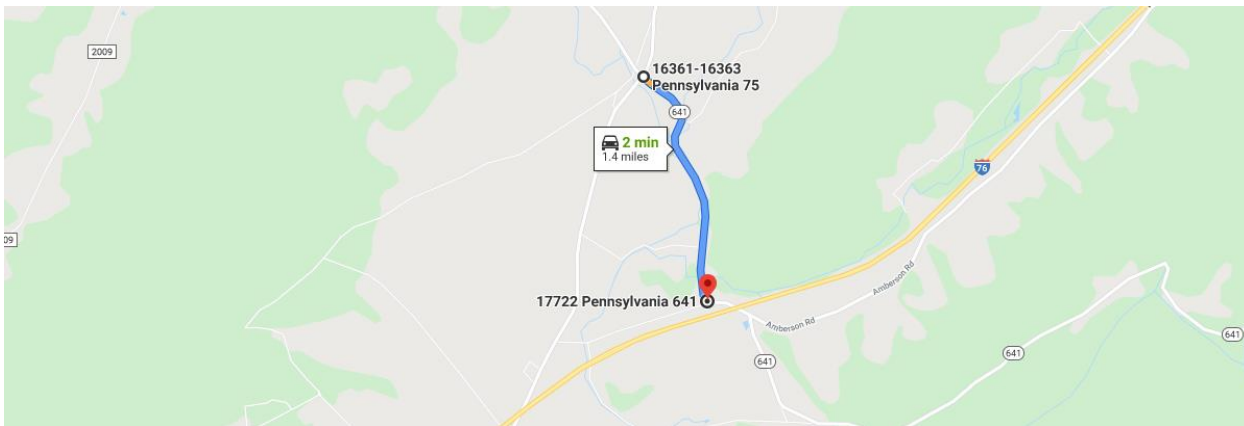 2009
16361-16363
Pennsylvania 75
641
2 min
1.4 miles
76
09
Amberson Rd
17722 Pennsylvania 641
Amberson Rd
641
641
641